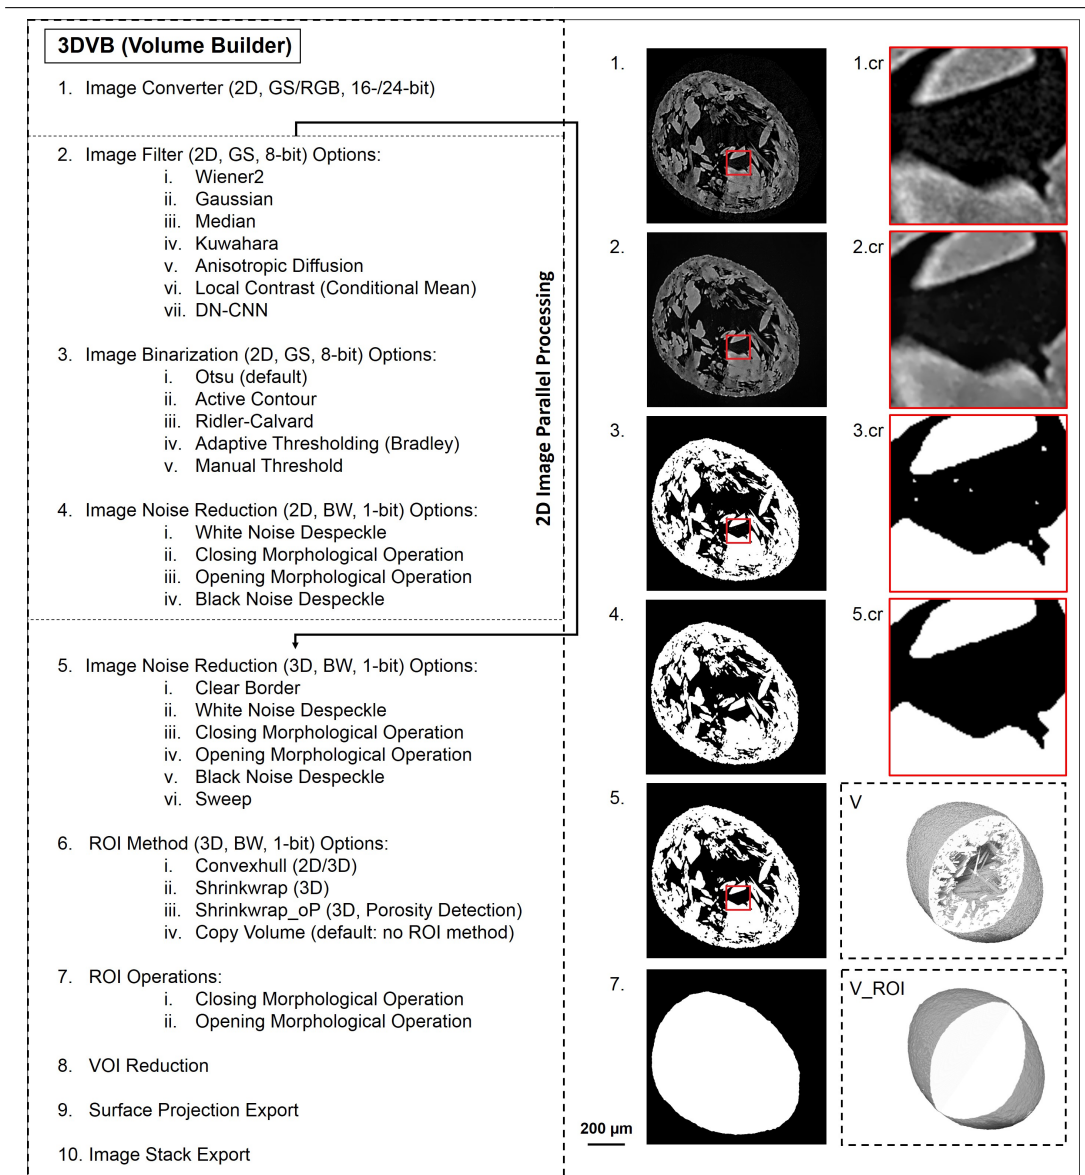 3DVB (Volume Builder)
1. Image Converter (2D, GS/RGB, 16-/24-bit)
2. Image Filter (2D, GS, 8-bit) Options:
i. Wiener2
ii. Gaussian
iii. Median
iv. Kuwahara
v. Anisotropic Diffusion
vi. Local Contrast (Conditional Mean)
vii. DN-CNN
3. Image Binarization (2D, GS, 8-bit) Options:
i. Otsu (default)
ii. Active Contour
iii. Ridler-Calvard
iv. Adaptive Thresholding (Bradley)
v. Manual Threshold
4. Image Noise Reduction (2D, BW, 1-bit) Options:
i. White Noise Despeckle
ii. Closing Morphological Operation
iii. Opening Morphological Operation
iv. Black Noise Despeckle
2D Image Parallel Processing
5. Image Noise Reduction (3D, BW, 1-bit) Options:
i. Clear Border
ii. White Noise Despeckle
iii. Closing Morphological Operation
iv. Opening Morphological Operation
v. Black Noise Despeckle
vi. Sweep
6. ROI Method (3D, BW, 1-bit) Options:
i. Convexhull (2D/3D)
ii. Shrinkwrap (3D)
iii. Shrinkwrap_oP (3D, Porosity Detection)
iv. Copy Volume (default: no ROI method)
7. ROI Operations:
i. Closing Morphological Operation
ii. Opening Morphological Operation
8. VOI Reduction
9. Surface Projection Export
10. Image Stack Export
1.
1.cr
2.
2.cr
3.
3.cr
4.
5.cr
5.
V
7.
V_ROI
200 µm